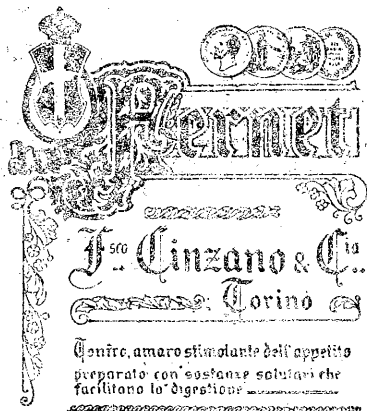 Fernet
F.sco Cinzano & C.ia
Torino
Tonico, amaro stimolante dell'appetito
preparato con sostanze salutari che
facilitano la digestione